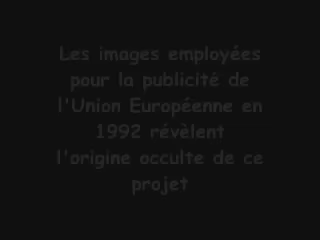 Les images employées
pour la publicité de
l'Union Européenne en
1992 révèlent
l'origine occulte de ce
projet